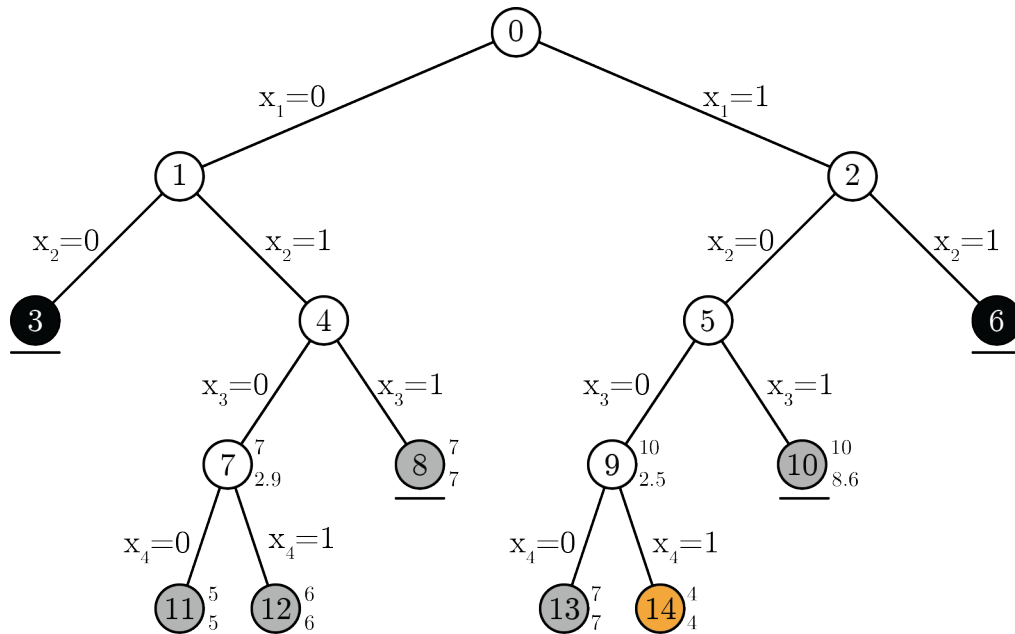 0
x₁=0 x₁=1
1 2
x₂=0 x₂=1 x₂=0 x₂=1
3 4 5 6
x₃=0 x₃=1 x₃=0 x₃=1
7 7 2.9 8 7 7 9 10 2.5 10 10 8.6
x₄=0 x₄=1 x₄=0 x₄=1
11 5 5 12 6 6 13 7 7 14 4 4